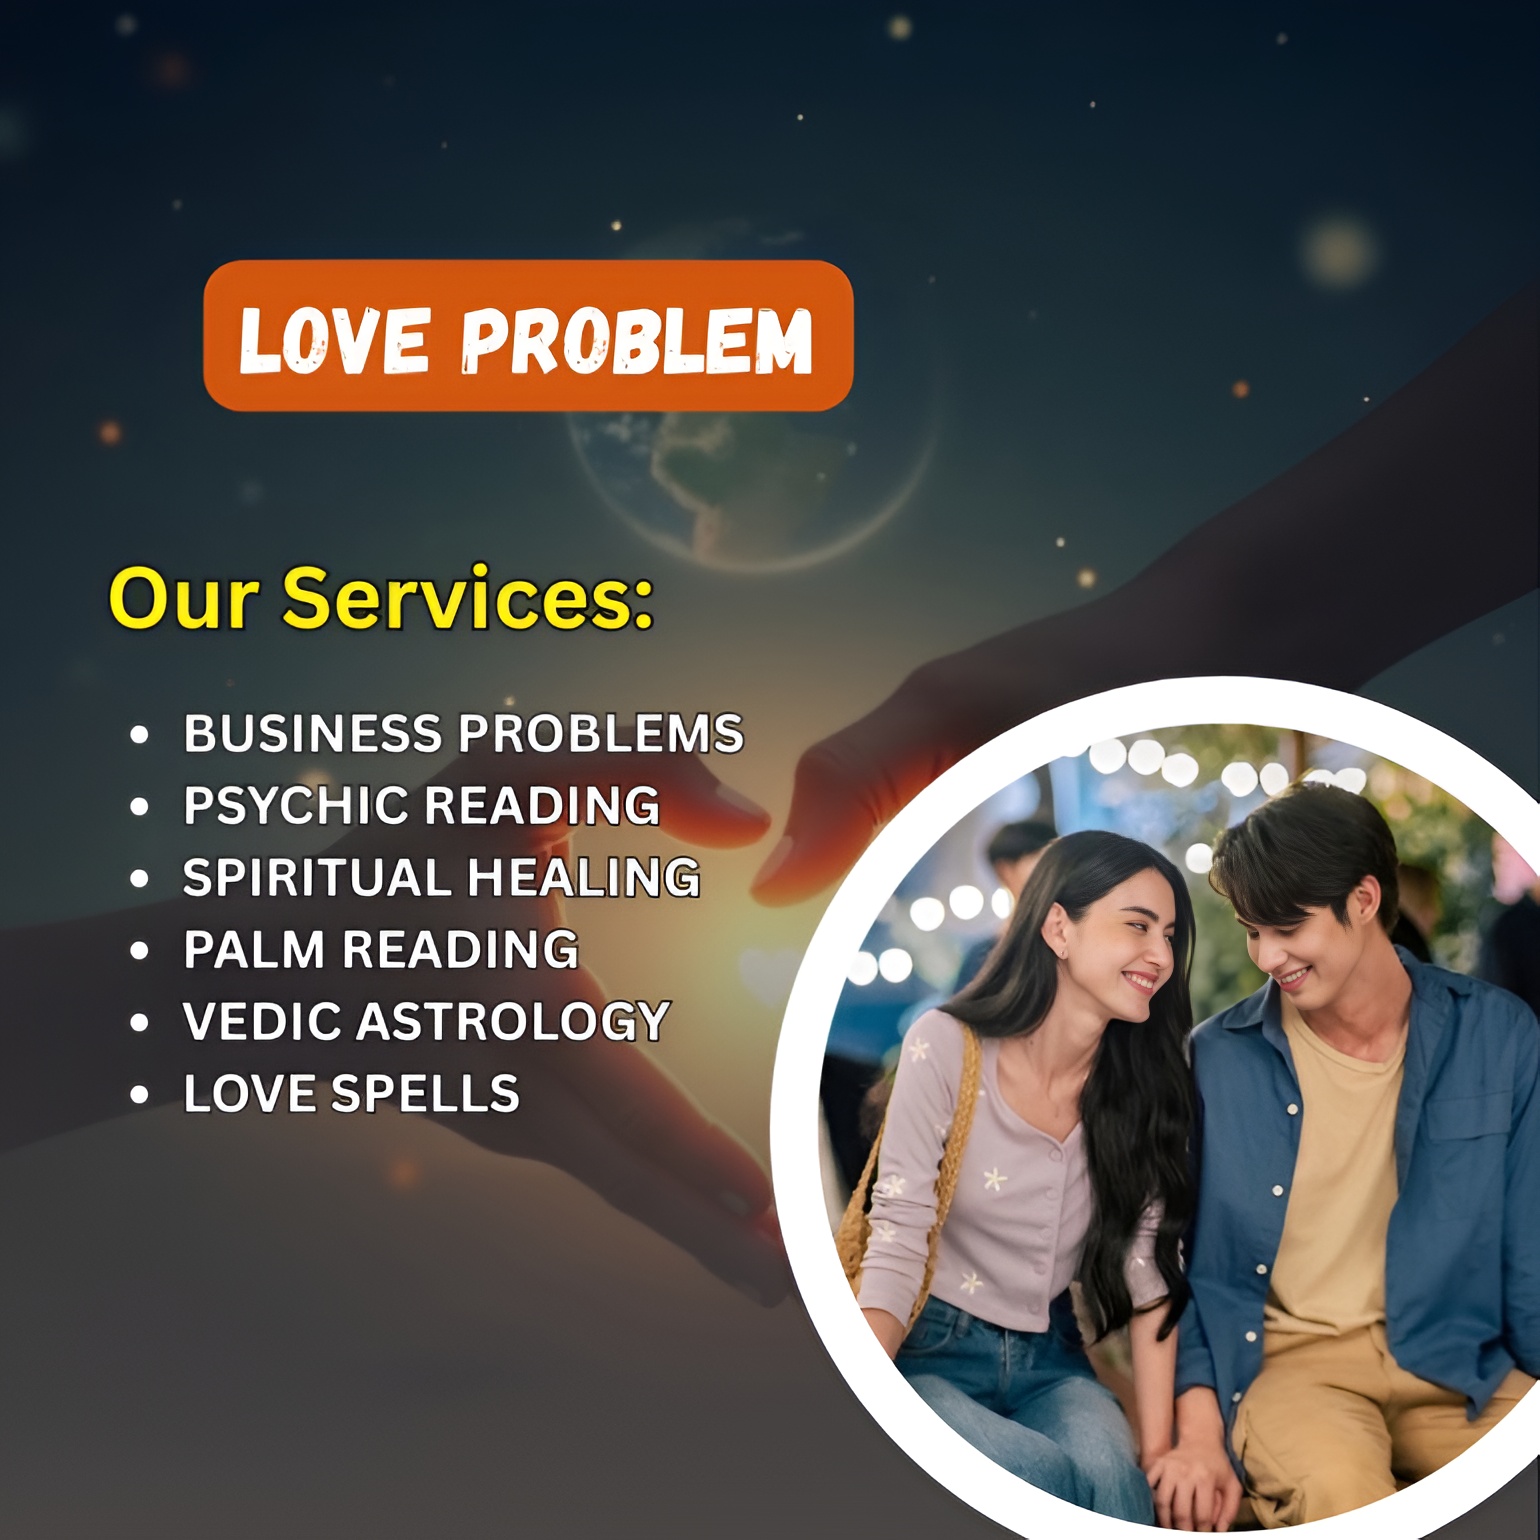 LOVE PROBLEM
Our Services:
• BUSINESS PROBLEMS
• PSYCHIC READING
• SPIRITUAL HEALING
• PALM READING
• VEDIC ASTROLOGY
• LOVE SPELLS